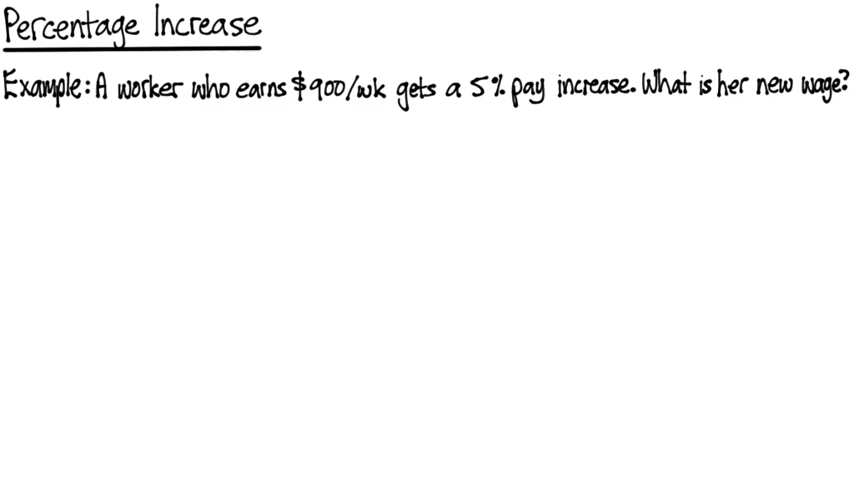 Percentage Increase
Example: A worker who earns $900/wk gets a 5% pay increase. What is her new wage?